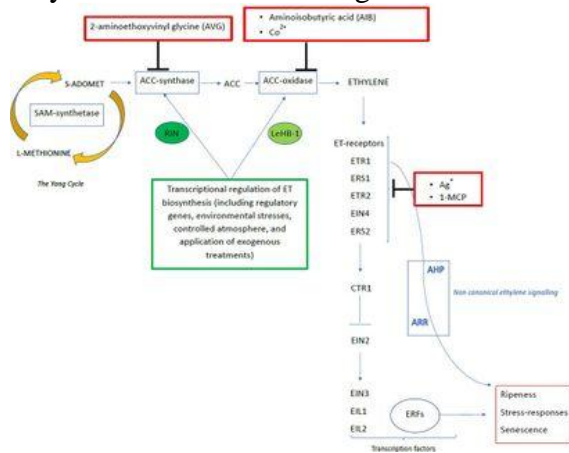 2-aminoethoxyvinyl glycine (AVG)
• Aminoisobutyric acid (AIB)
• Co2+
S-ADOMET
ACC-synthase
ACC
ACC-oxidase
ETHYLENE
SAM-synthetase
L-METHIONINE
The Yang Cycle
RIN
LeHB-1
Transcriptional regulation of ET
biosynthesis (including regulatory
genes, environmental stresses,
controlled atmosphere, and
application of exogenous
treatments)
ET-receptors
ETR1
ERS1
ETR2
EIN4
ERS2
• Ag+
• 1-MCP
CTR1
AHP
ARR
Non canonical ethylene signalling
EIN2
EIN3
EIL1
EIL2
ERFs
Ripeness
Stress-responses
Senescence
Transcription factors